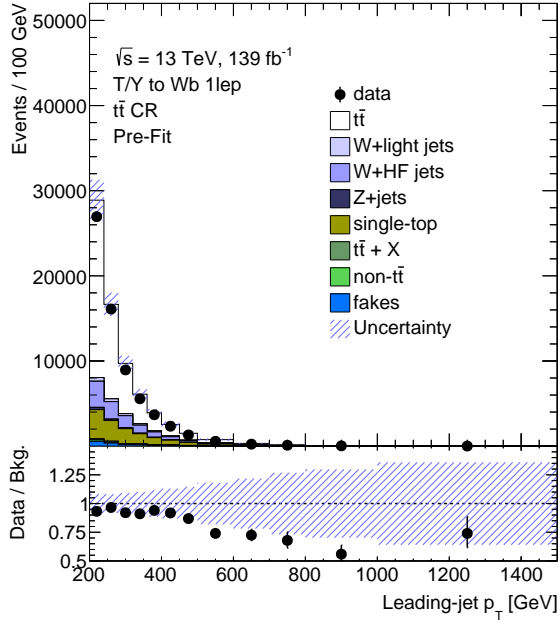 Events / 100 GeV
50000
40000
30000
20000
10000
√s = 13 TeV, 139 fb⁻¹
T/Y to Wb 1lep
tt̄ CR
Pre-Fit
data
tt̄
W+light jets
W+HF jets
Z+jets
single-top
tt̄ + X
non-tt̄
fakes
Uncertainty
Data / Bkg.
1.25
1
0.75
0.5
200 400 600 800 1000 1200 1400
Leading-jet p_T [GeV]